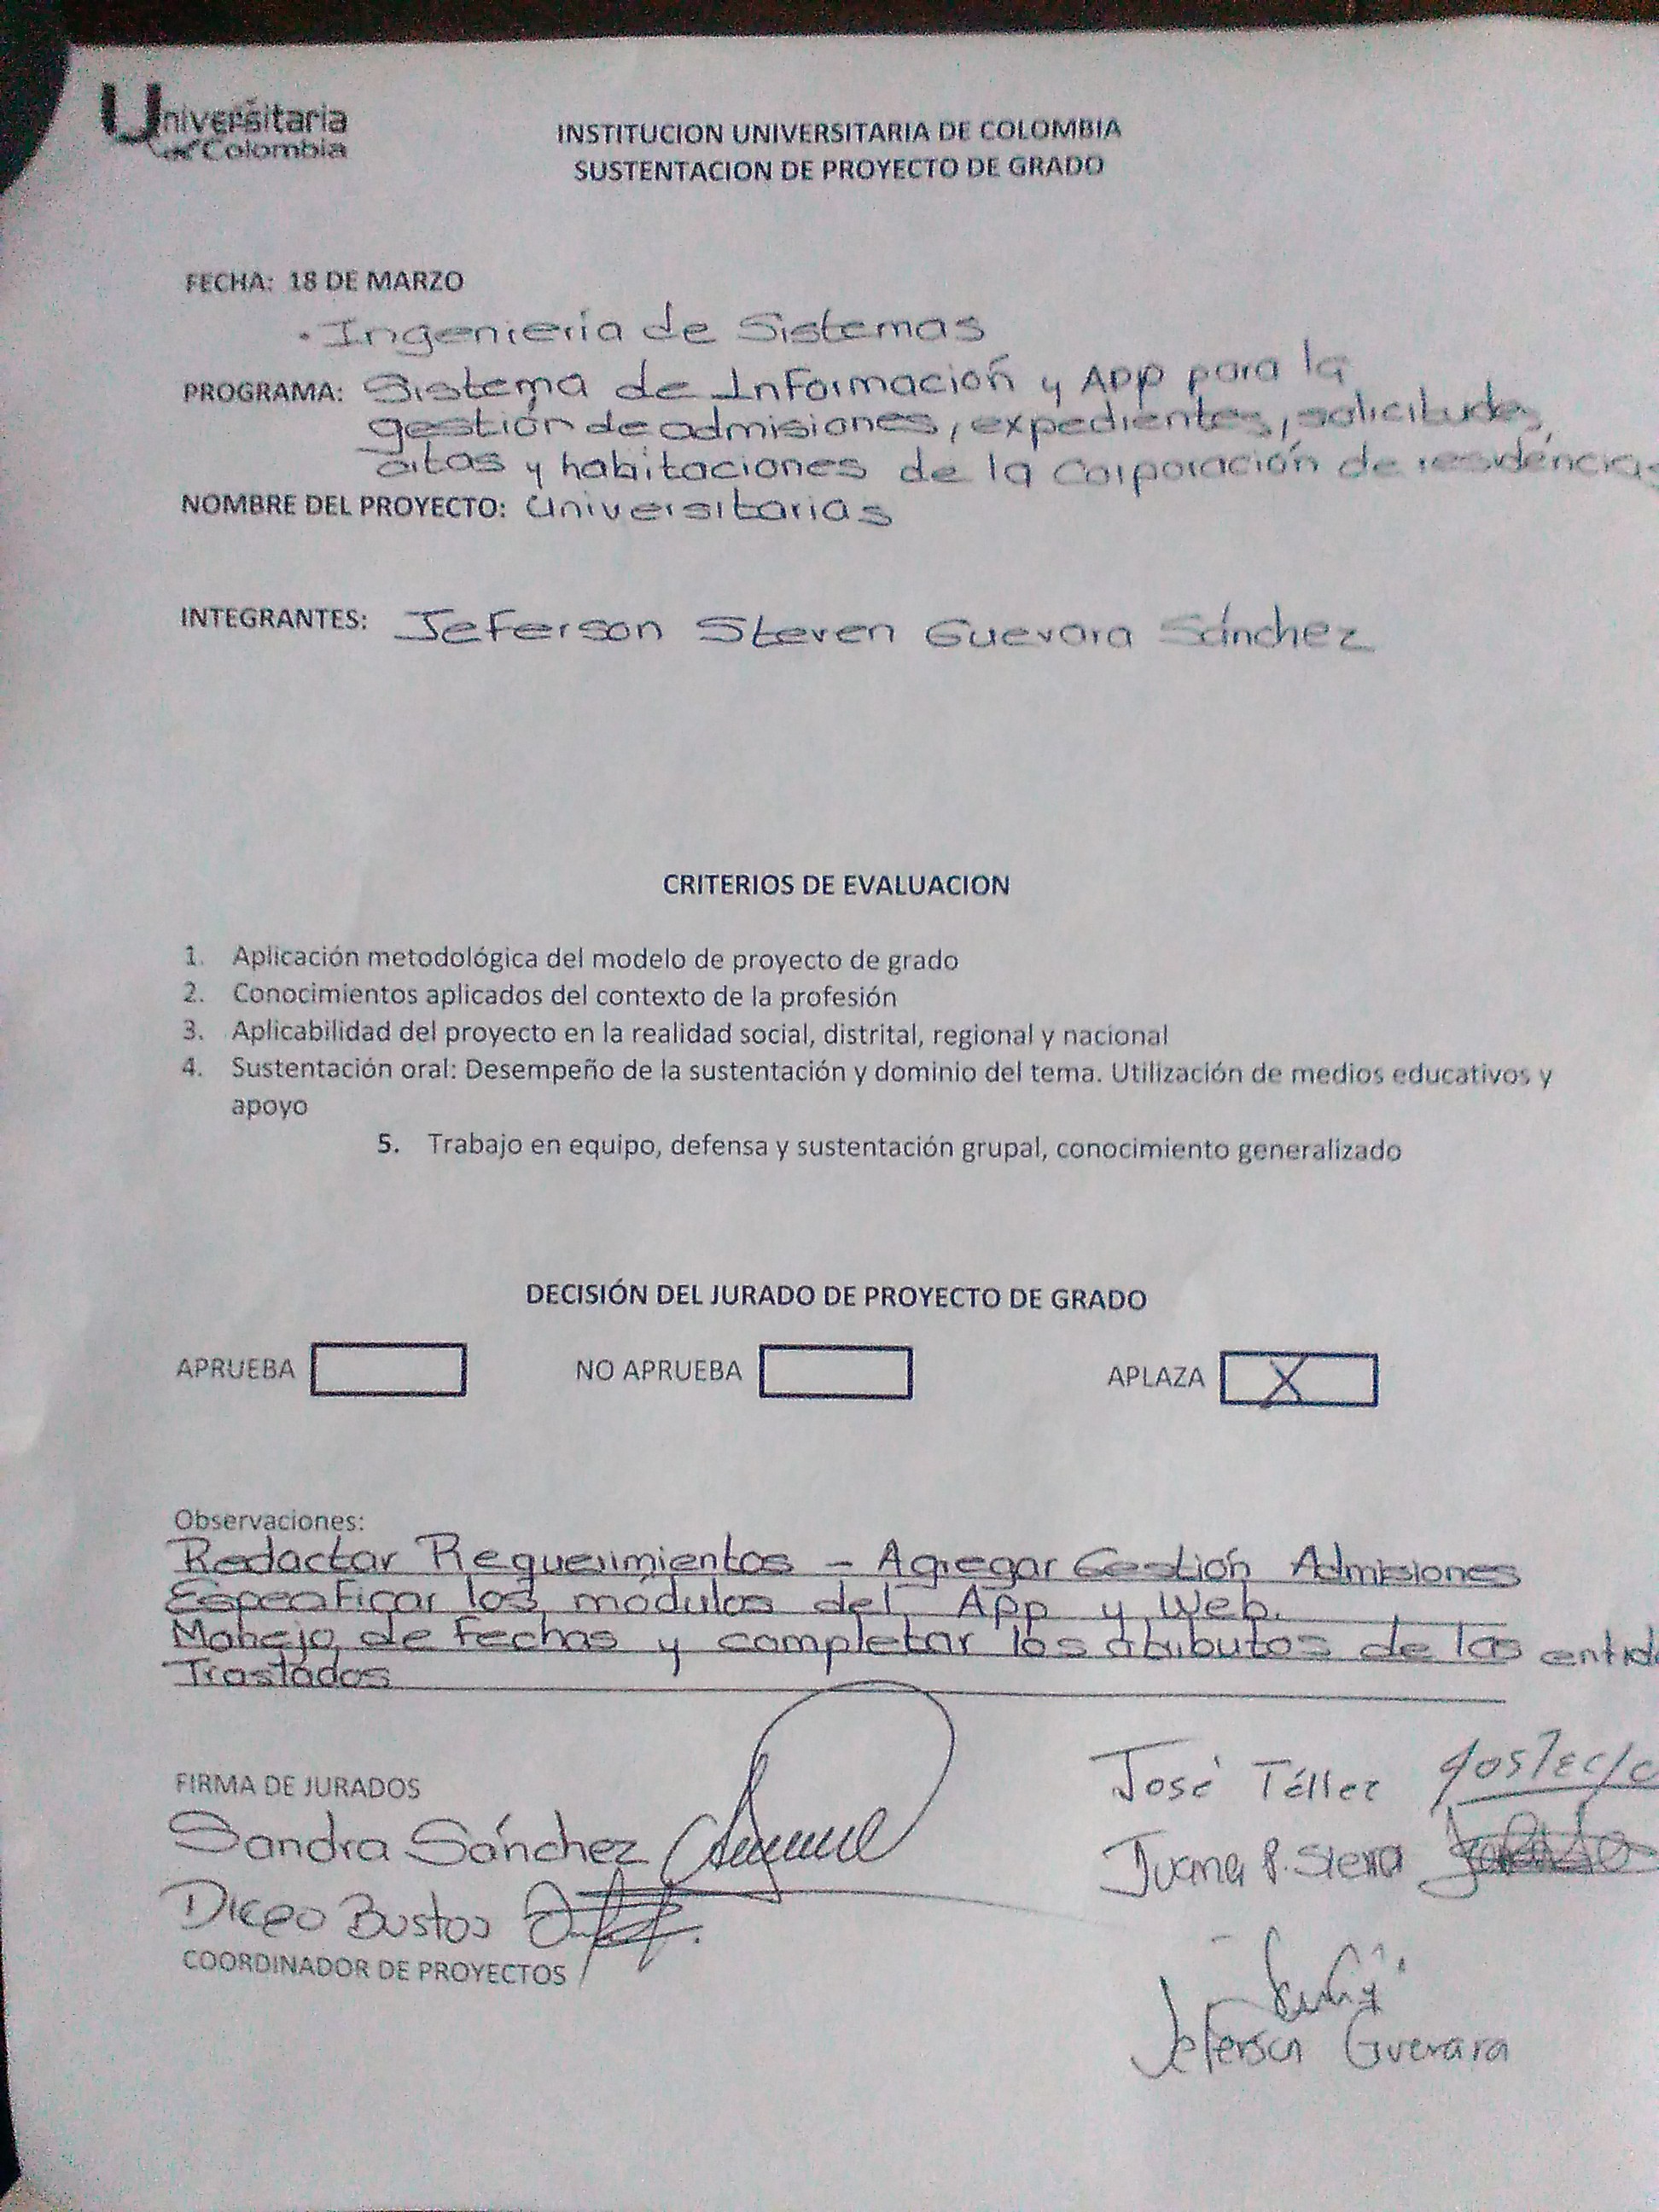 Universitaria
de Colombia
INSTITUCION UNIVERSITARIA DE COLOMBIA
SUSTENTACION DE PROYECTO DE GRADO
FECHA: 18 DE MARZO
· Ingeniería de Sistemas
PROGRAMA: Sistema de Información y App para la
gestión de admisiones, expedientes, solicitudes,
citas y habitaciones de la Corporación de residencias
NOMBRE DEL PROYECTO: Universitarias
INTEGRANTES: Jeferson Steven Guevara Sánchez
CRITERIOS DE EVALUACION
1. Aplicación metodológica del modelo de proyecto de grado
2. Conocimientos aplicados del contexto de la profesión
3. Aplicabilidad del proyecto en la realidad social, distrital, regional y nacional
4. Sustentación oral: Desempeño de la sustentación y dominio del tema. Utilización de medios educativos y
apoyo
5. Trabajo en equipo, defensa y sustentación grupal, conocimiento generalizado
DECISIÓN DEL JURADO DE PROYECTO DE GRADO
APRUEBA NO APRUEBA APLAZA X
Observaciones:
Redactar Requerimientos - Agregar Gestión Admisiones
Especificar los módulos del App y Web.
Manejo de Fechas y completar los atributos de las entid
Traslados
FIRMA DE JURADOS
José Téllez
Sandra Sánchez
Juana P. Sierra
Diego Bustos
COORDINADOR DE PROYECTOS
Jeferson Guevara